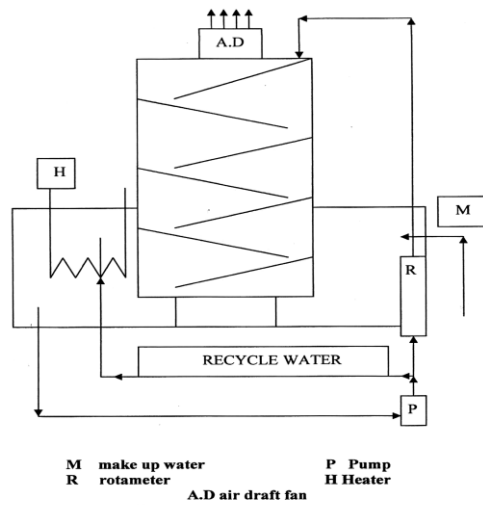 A.D
H
M
R
RECYCLE WATER
P
M make up water P Pump
R rotameter H Heater
A.D air draft fan